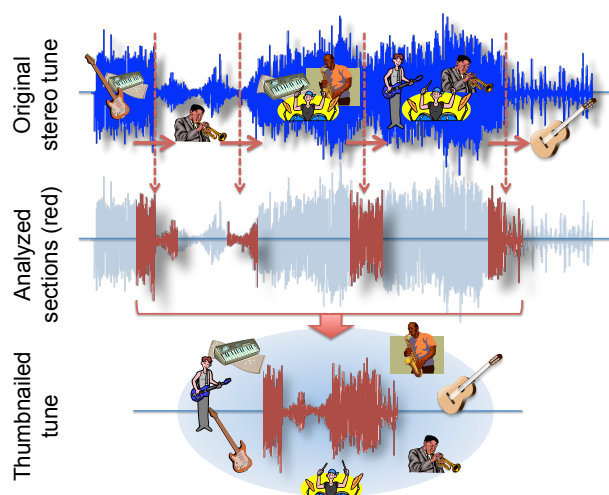 Original
stereo tune
Analyzed
sections (red)
Thumbnailed
tune